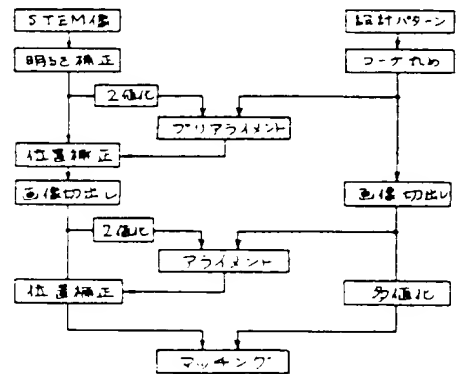 STEM像
設計パターン
明るさ補正
コーナ丸め
2値化
プリアライメント
位置補正
画像切出し
画像切出し
2値化
アライメント
位置補正
多値化
マッチング